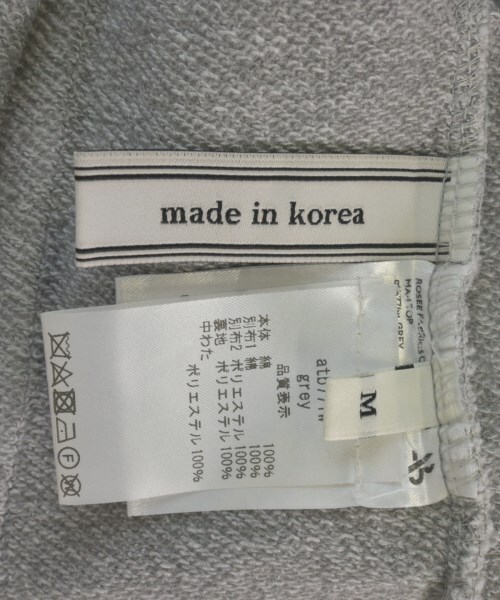 made in korea
M
grey
品質表示
本体 綿 100%
別布1 綿 100%
別布2 ポリエステル 100%
裏地 ポリエステル 100%
中わた ポリエステル 100%